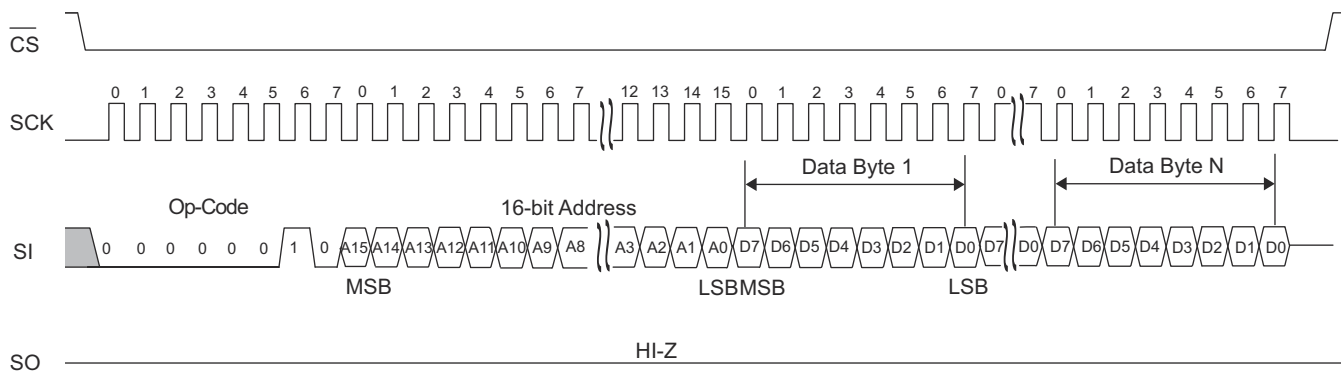 CS
0 1 2 3 4 5 6 7 0 1 2 3 4 5 6 7 12 13 14 15 0 1 2 3 4 5 6 7 0 7 0 1 2 3 4 5 6 7
SCK
Data Byte 1 Data Byte N
Op-Code 16-bit Address
SI 0 0 0 0 0 0 1 0 A15 A14 A13 A12 A11 A10 A9 A8 A3 A2 A1 A0 D7 D6 D5 D4 D3 D2 D1 D0 D7 D0 D7 D6 D5 D4 D3 D2 D1 D0
MSB LSB MSB LSB
HI-Z
SO